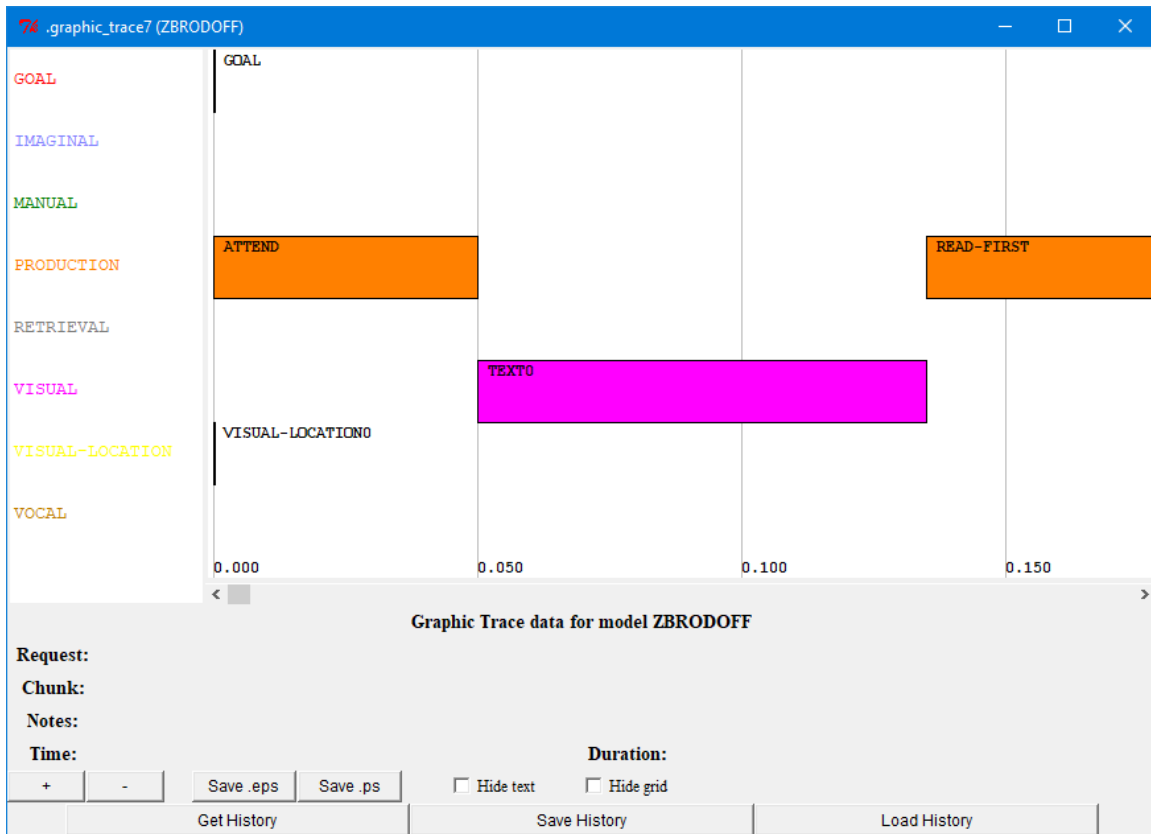 .graphic_trace7 (ZBRODOFF)
GOAL
GOAL
IMAGINAL
MANUAL
PRODUCTION
ATTEND
READ-FIRST
RETRIEVAL
VISUAL
TEXT0
VISUAL-LOCATION
VISUAL-LOCATION0
VOCAL
0.000 0.050 0.100 0.150
Graphic Trace data for model ZBRODOFF
Request:
Chunk:
Notes:
Time: Duration:
+ - Save .eps Save .ps Hide text Hide grid
Get History Save History Load History